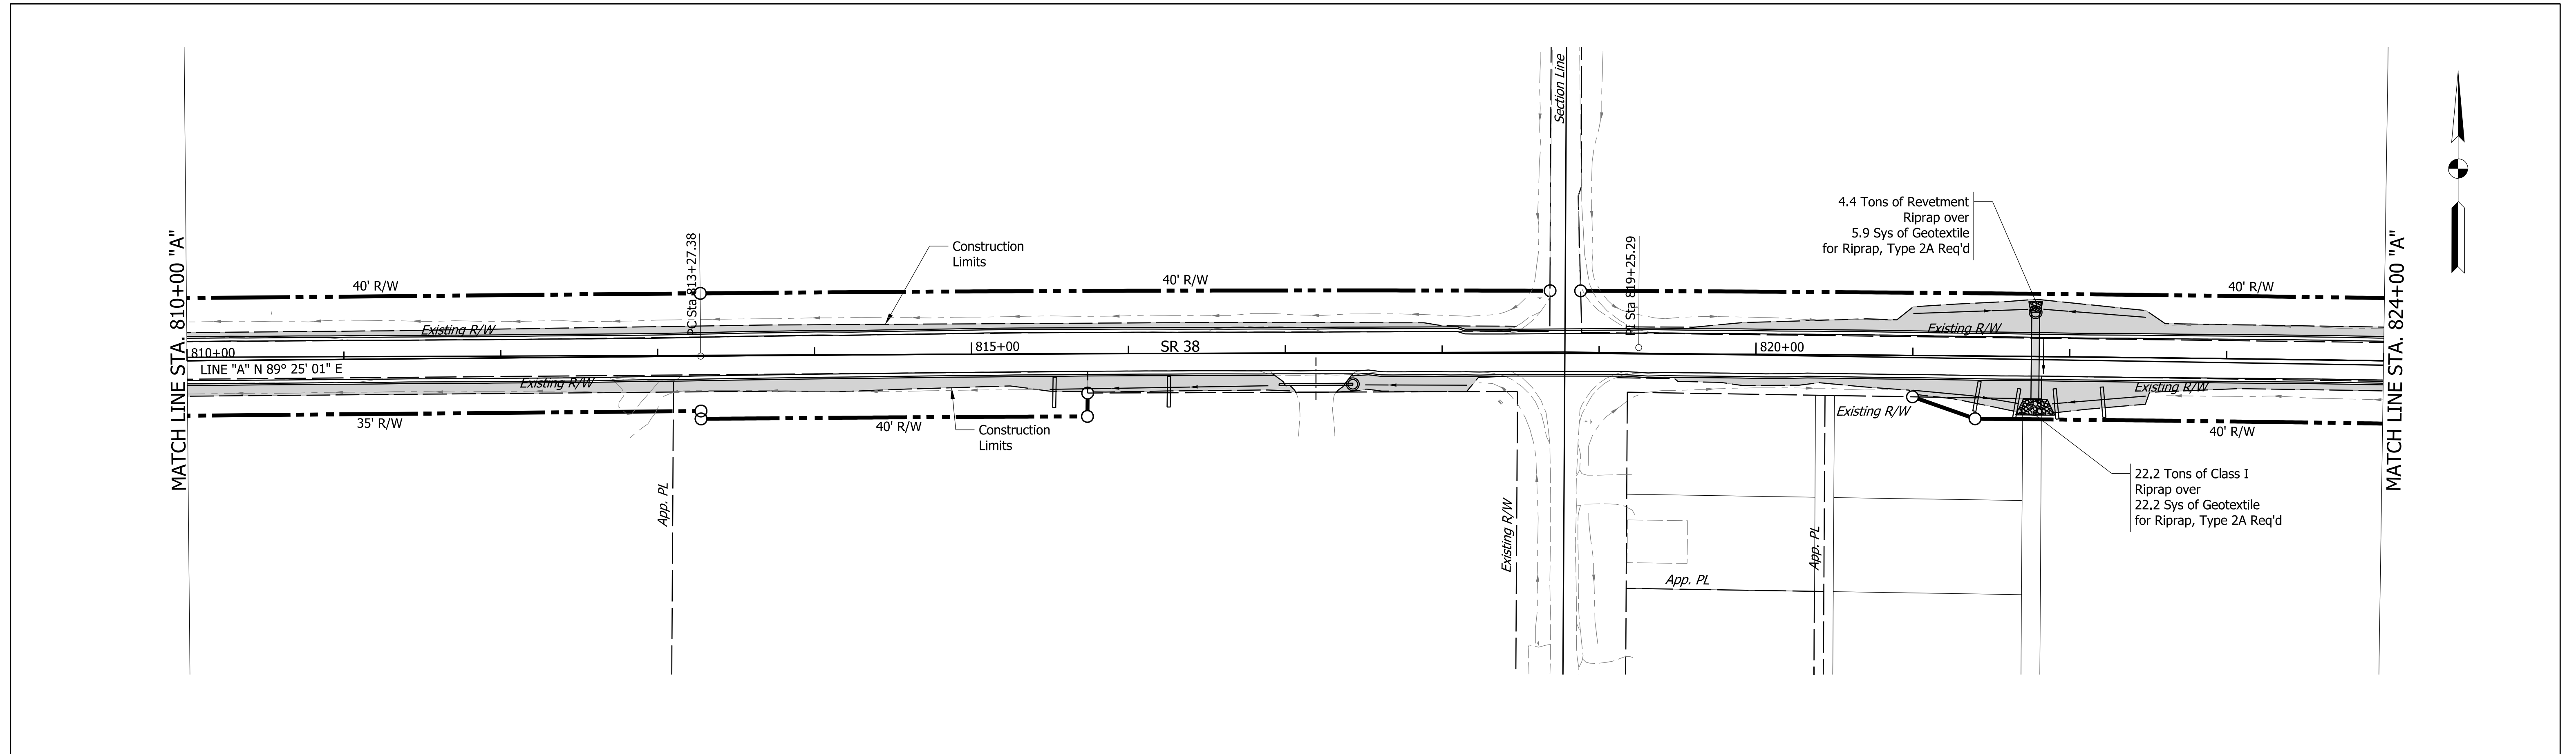 MATCH LINE STA. 810+00 "A"
40' R/W
PC Sta 813+27.38
Construction
Limits
40' R/W
Section Line
PI Sta 819+25.29
4.4 Tons of Revetment
Riprap over
5.9 Sys of Geotextile
for Riprap, Type 2A Req'd
40' R/W
MATCH LINE STA. 824+00 "A"
Existing R/W
Existing R/W
810+00
815+00
SR 38
820+00
LINE "A" N 89° 25' 01" E
Existing R/W
Existing R/W
35' R/W
40' R/W
Construction
Limits
Existing R/W
40' R/W
App. PL
Existing R/W
App. PL
App. PL
22.2 Tons of Class I
Riprap over
22.2 Sys of Geotextile
for Riprap, Type 2A Req'd